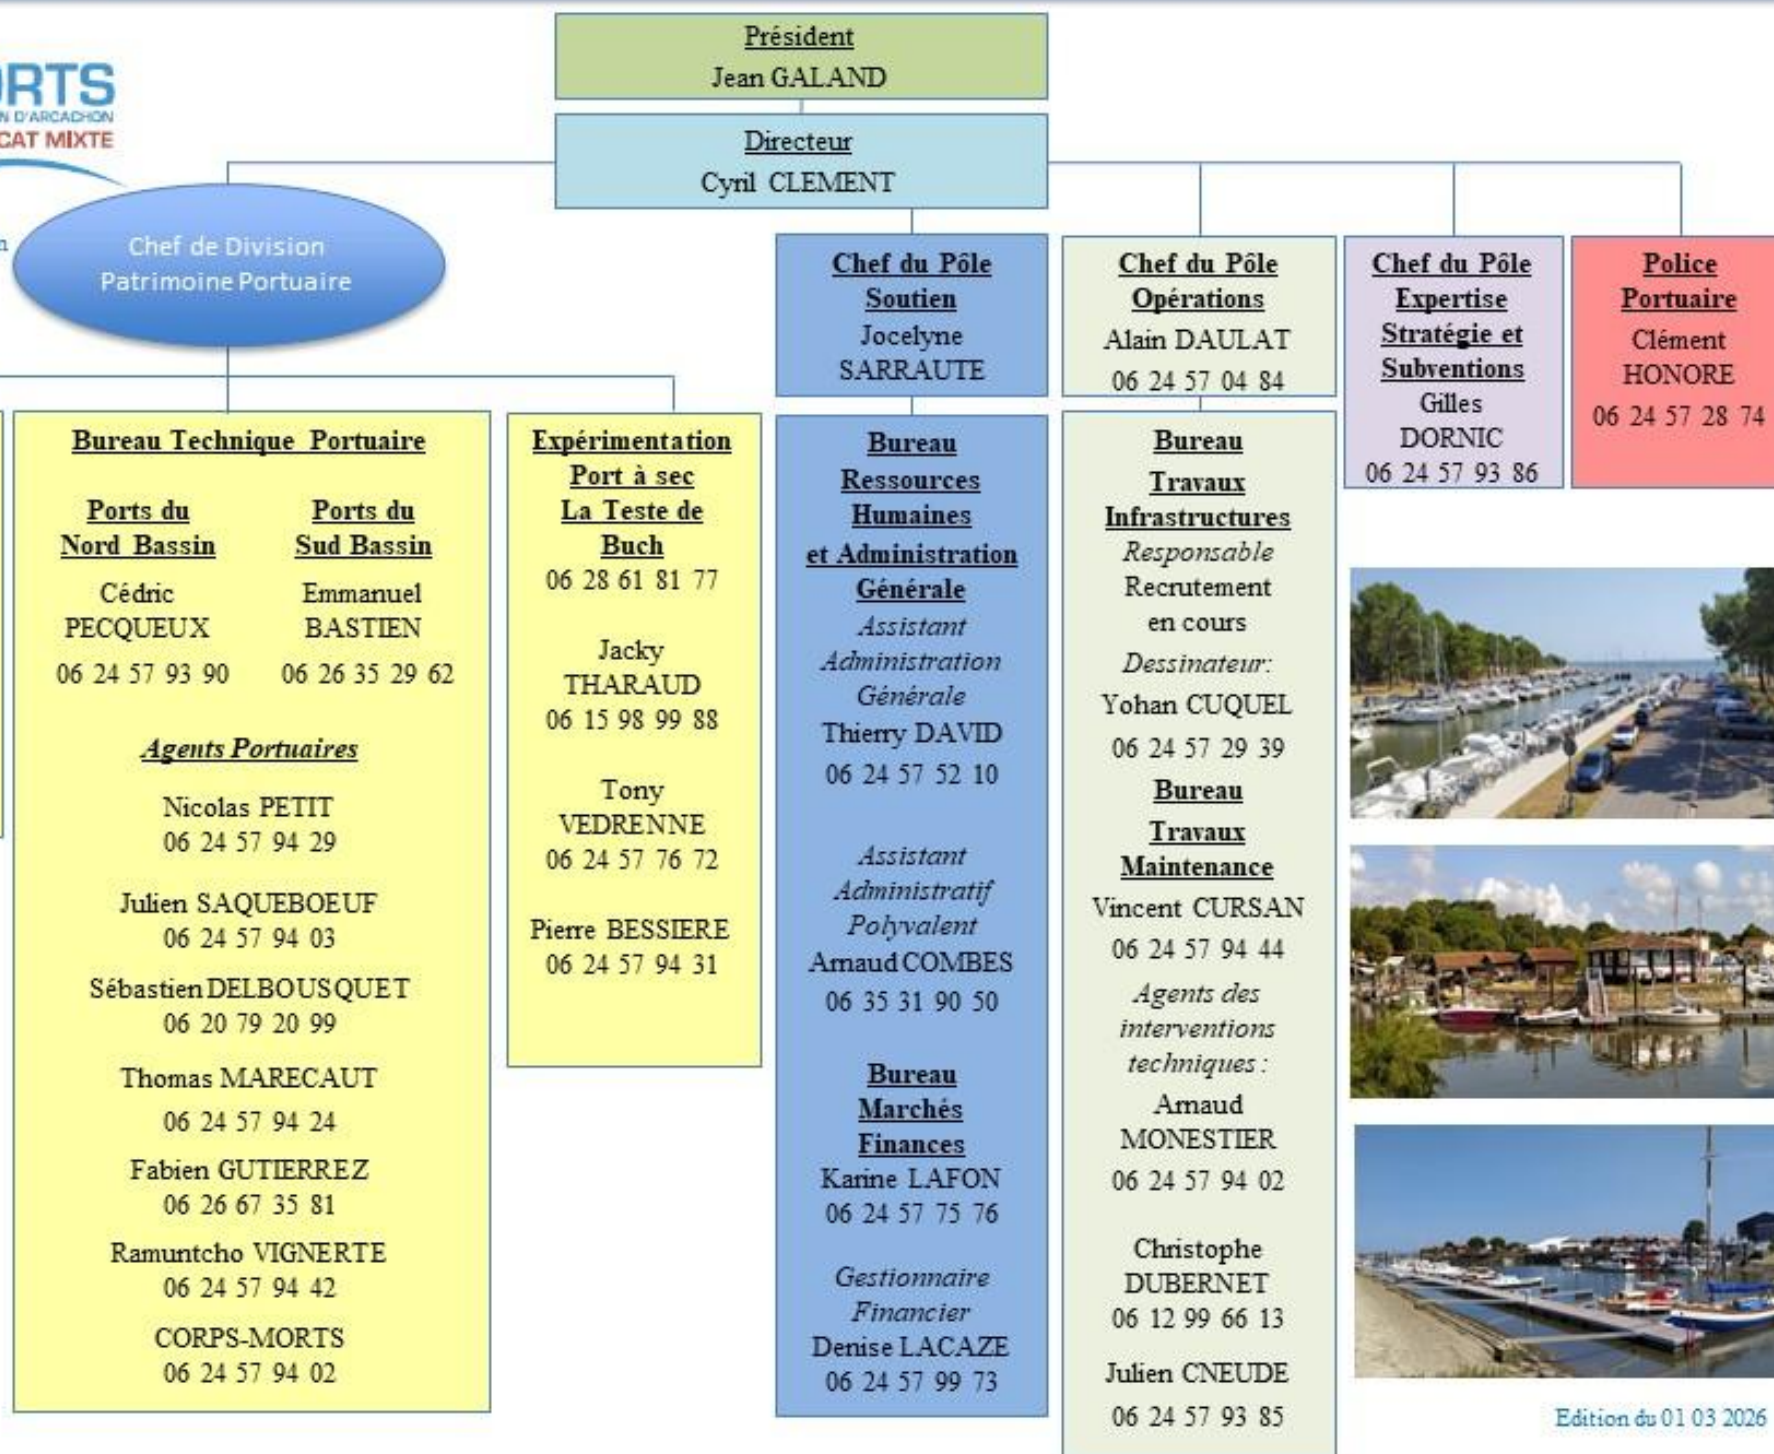 Président
Jean GALAND
ORTS
N D'ARCACHON
CAT MIXTE
Directeur
Cyril CLEMENT
n
Chef de Division
Patrimoine Portuaire
Chef du Pôle
Soutien
Jocelyne
SARRAUTE
Chef du Pôle
Opérations
Alain DAULAT
06 24 57 04 84
Chef du Pôle
Expertise
Stratégie et
Subventions
Gilles
DORNIC
06 24 57 93 86
Police
Portuaire
Clément
HONORE
06 24 57 28 74
Bureau Technique Portuaire
Ports du
Nord Bassin
Cédric
PECQUEUX
06 24 57 93 90
Ports du
Sud Bassin
Emmanuel
BASTIEN
06 26 35 29 62
Agents Portuaires
Nicolas PETIT
06 24 57 94 29
Julien SAQUEBOEUF
06 24 57 94 03
Sébastien DELBOUSQUET
06 20 79 20 99
Thomas MARECAUT
06 24 57 94 24
Fabien GUTIERREZ
06 26 67 35 81
Ramuntcho VIGNERTE
06 24 57 94 42
CORPS-MORTS
06 24 57 94 02
Expérimentation
Port à sec
La Teste de
Buch
06 28 61 81 77
Jacky
THARAUD
06 15 98 99 88
Tony
VEDRENNE
06 24 57 76 72
Pierre BESSIERE
06 24 57 94 31
Bureau
Ressources
Humaines
et Administration
Générale
Assistant
Administration
Générale
Thierry DAVID
06 24 57 52 10
Assistant
Administratif
Polyvalent
Arnaud COMBES
06 35 31 90 50
Bureau
Marchés
Finances
Karine LAFON
06 24 57 75 76
Gestionnaire
Financier
Denise LACAZE
06 24 57 99 73
Bureau
Travaux
Infrastructures
Responsable
Recrutement
en cours
Dessinateur:
Yohan CUQUEL
06 24 57 29 39
Bureau
Travaux
Maintenance
Vincent CURSAN
06 24 57 94 44
Agents des
interventions
techniques :
Arnaud
MONESTIER
06 24 57 94 02
Christophe
DUBERNET
06 12 99 66 13
Julien CNEUDE
06 24 57 93 85
Edition du 01 03 2026